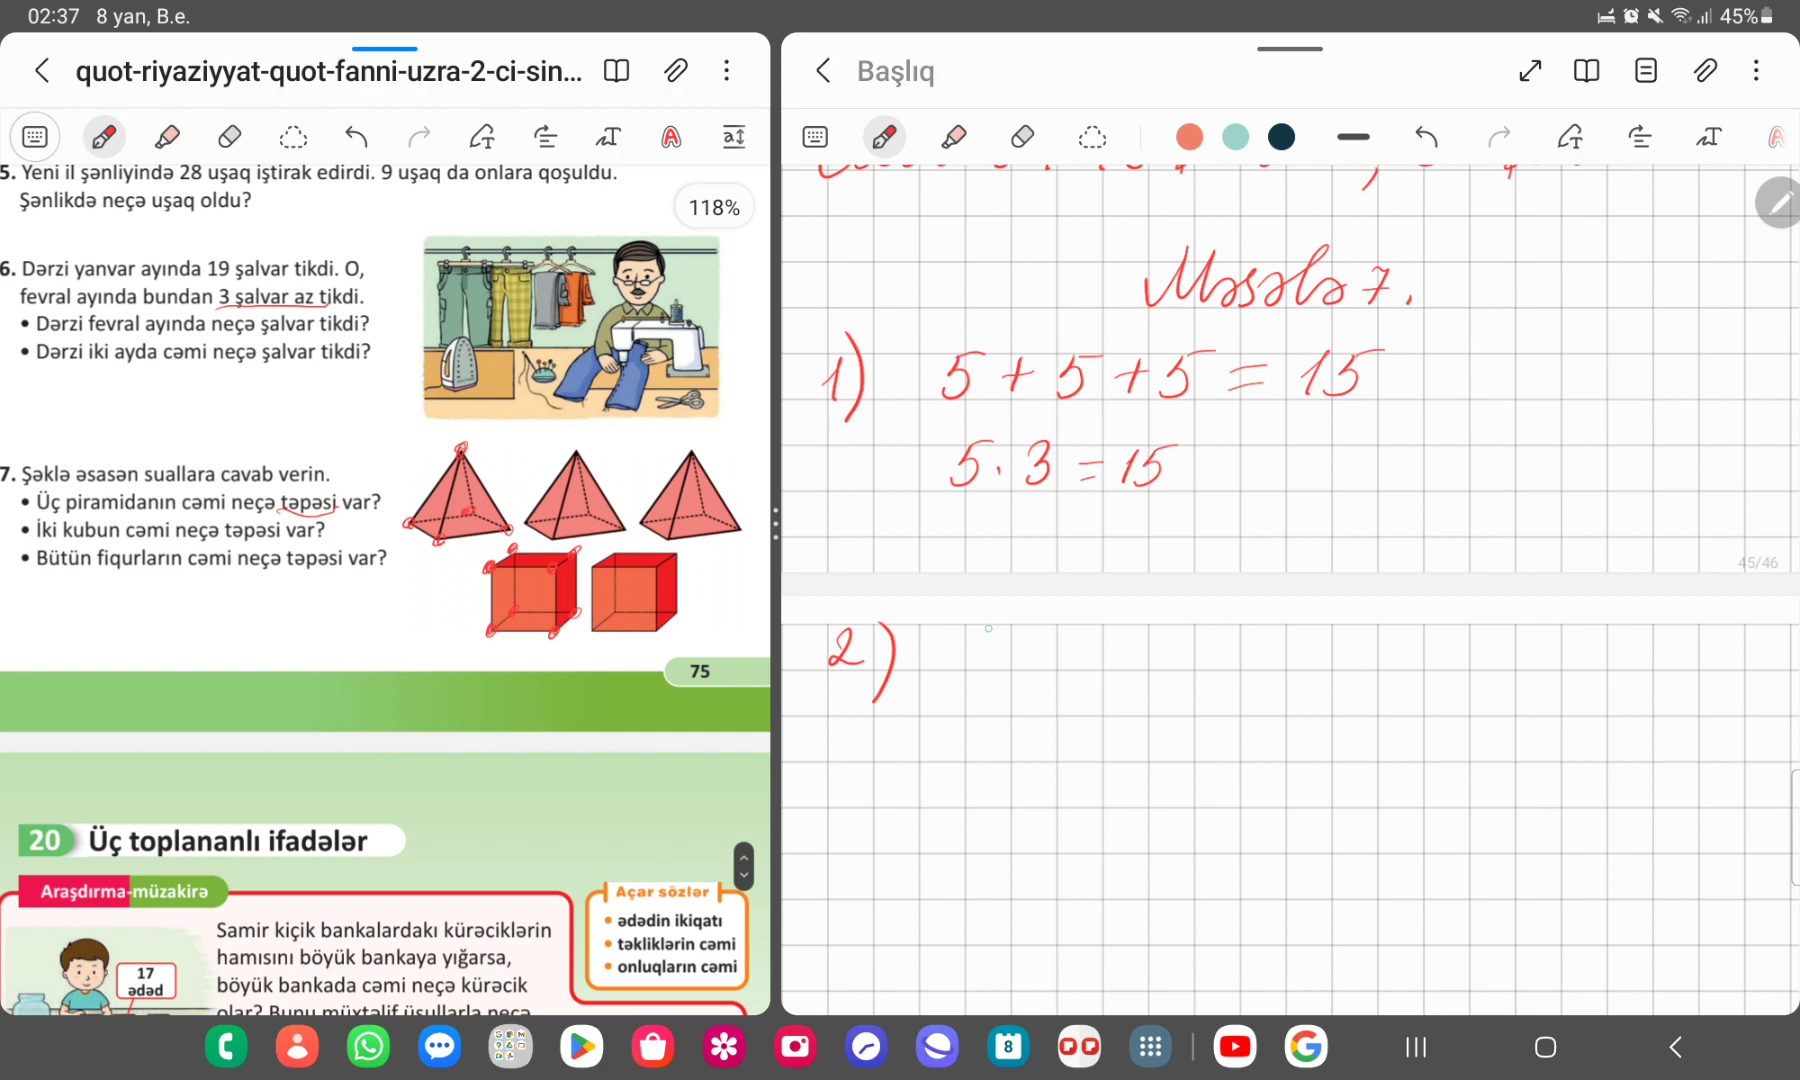 02:37 8 yan, B.e.
45%
quot-riyaziyyat-quot-fanni-uzra-2-ci-sin...
5. Yeni il şənliyində 28 uşaq iştirak edirdi. 9 uşaq da onlara qoşuldu.
Şənlikdə neçə uşaq oldu?
118%
6. Dərzi yanvar ayında 19 şalvar tikdi. O,
fevral ayında bundan 3 şalvar az tikdi.
• Dərzi fevral ayında neçə şalvar tikdi?
• Dərzi iki ayda cəmi neçə şalvar tikdi?
7. Şəklə əsasən suallara cavab verin.
• Üç piramidanın cəmi neçə təpəsi var?
• İki kubun cəmi neçə təpəsi var?
• Bütün fiqurların cəmi neçə təpəsi var?
75
20 Üç toplananlı ifadələr
Araşdırma-müzakirə
17
ədəd
Samir kiçik bankalardakı kürəciklərin
hamısını böyük bankaya yığarsa,
böyük bankada cəmi neçə kürəcik
olar? Bunu müxtəlif üsullarla necə
Açar sözlər
• ədədin ikiqatı
• təkliklərin cəmi
• onluqların cəmi
Başlıq
Məsələ 7.
1) 5 + 5 + 5 = 15
5 · 3 = 15
45/46
2)
8